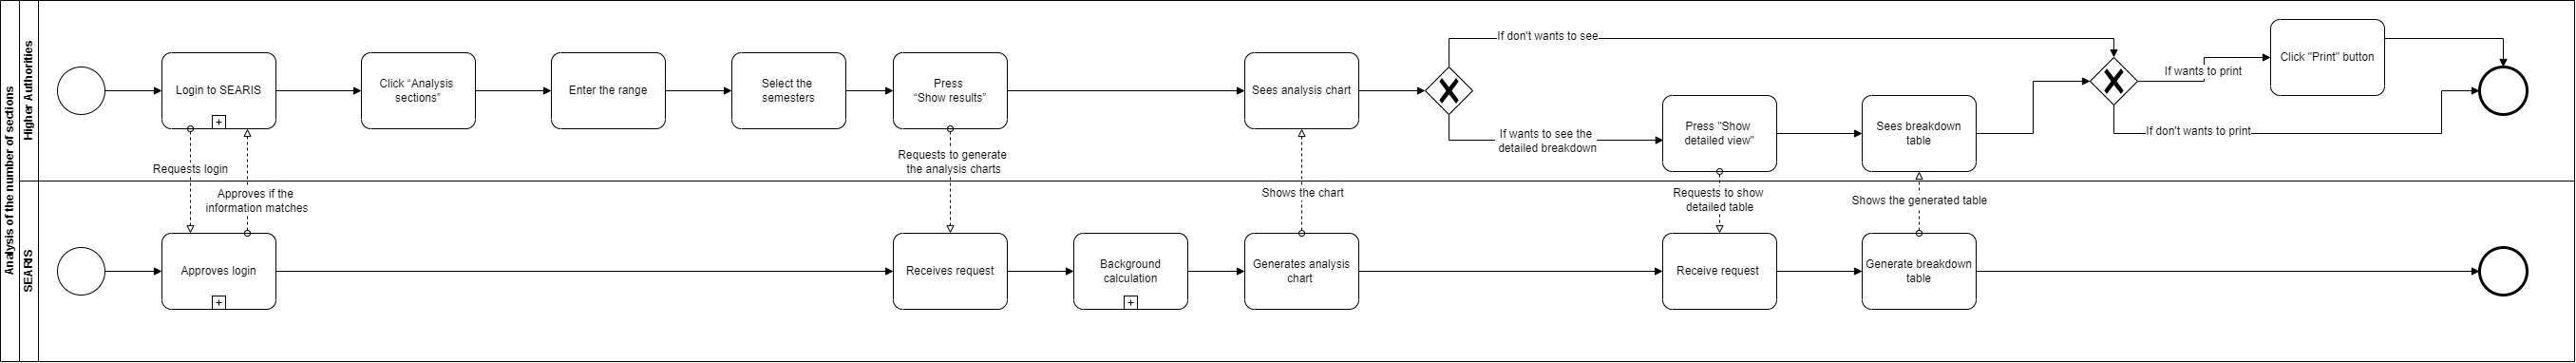 Analysis of the number of sections
Higher Authorities
Login to SEARIS
Click “Analysis
sections”
Enter the range
Select the
semesters
Press
“Show results”
Sees analysis chart
If don't wants to see
If wants to see the
detailed breakdown
Press "Show
detailed view”
Sees breakdown
table
If wants to print
If don't wants to print
Click "Print" button
Requests login
Approves if the
information matches
Requests to generate
the analysis charts
Shows the chart
Requests to show
detailed table
Shows the generated table
SEARIS
Approves login
Receives request
Background
calculation
Generates analysis
chart
Receive request
Generate breakdown
table